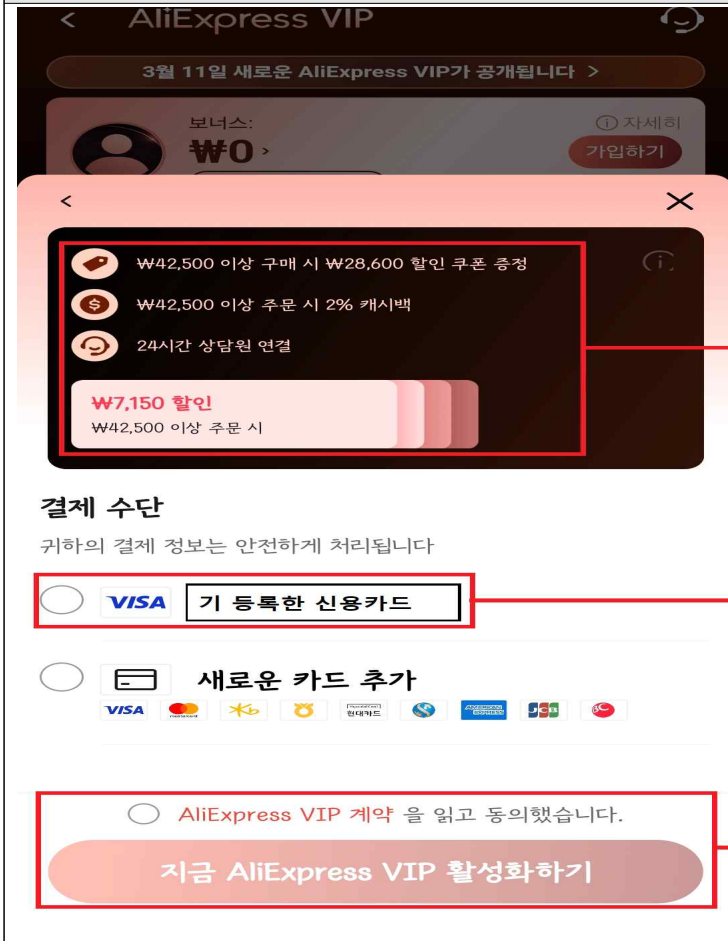 < AliExpress VIP
3월 11일 새로운 AliExpress VIP가 공개됩니다 >
보너스:
₩0 >
자세히
가입하기
<
₩42,500 이상 구매 시 ₩28,600 할인 쿠폰 증정
₩42,500 이상 주문 시 2% 캐시백
24시간 상담원 연결
₩7,150 할인
₩42,500 이상 주문 시
결제 수단
귀하의 결제 정보는 안전하게 처리됩니다
VISA 기 등록한 신용카드
새로운 카드 추가
VISA 현대카드 AMERICAN EXPRESS JCB
AliExpress VIP 계약 을 읽고 동의했습니다.
지금 AliExpress VIP 활성화하기